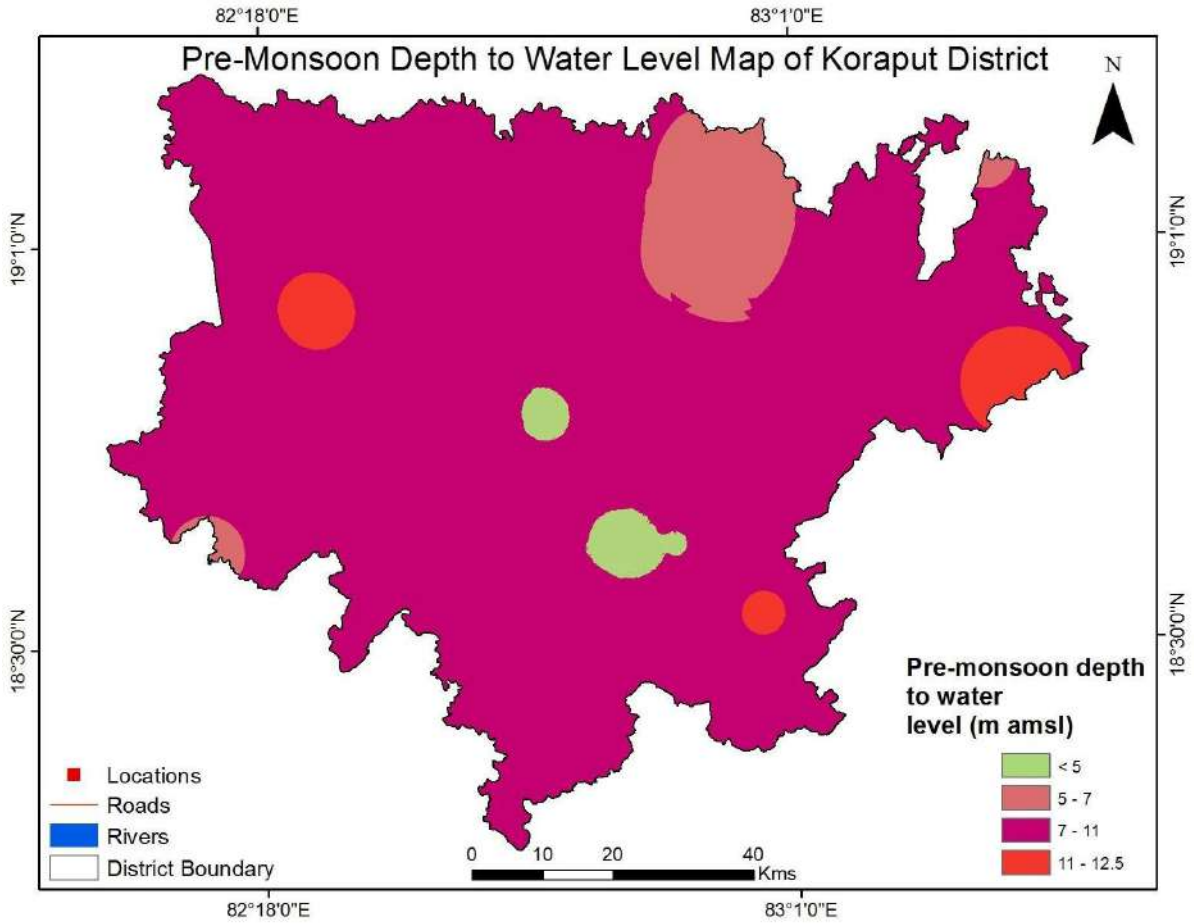 82°18'0"E
83°1'0"E
Pre-Monsoon Depth to Water Level Map of Koraput District
N
19°1'0"N
19°1'0"N
18°30'0"N
18°30'0"N
Pre-monsoon depth
to water
level (m amsl)
< 5
5 - 7
7 - 11
11 - 12.5
Locations
Roads
Rivers
District Boundary
0 10 20 40
Kms
82°18'0"E
83°1'0"E